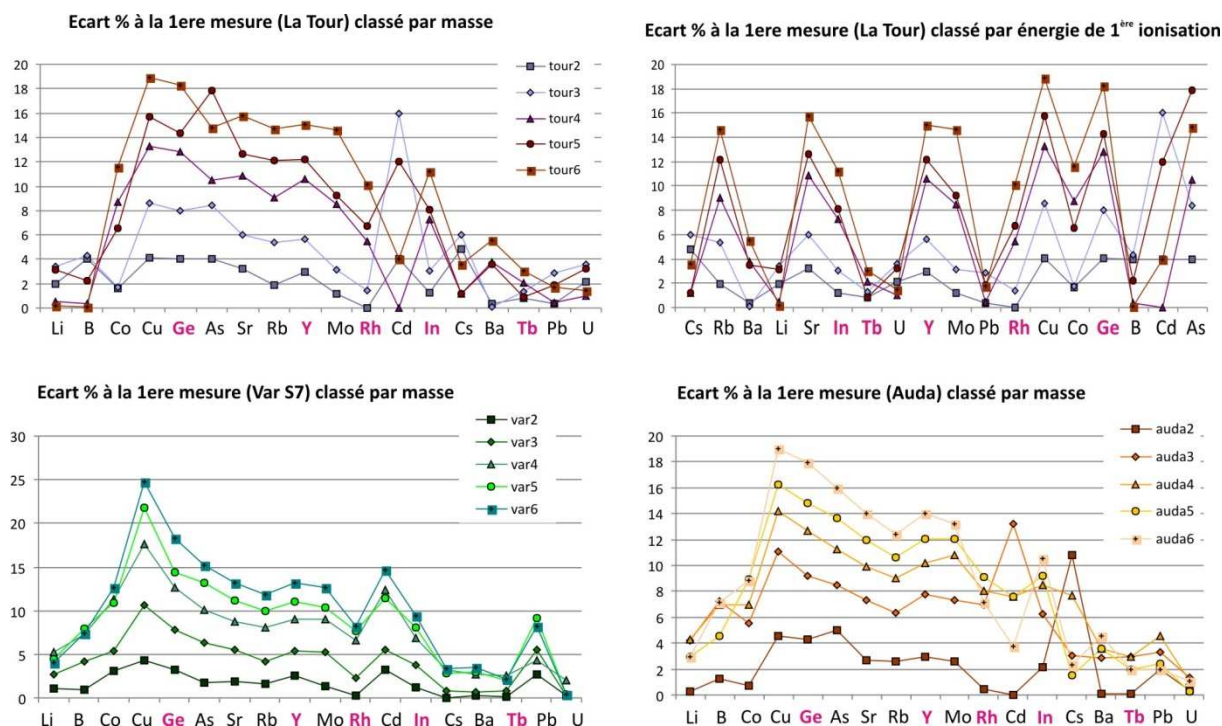 Ecart % à la 1ere mesure (La Tour) classé par masse
20
18
16
14
12
10
8
6
4
2
0
Li B Co Cu Ge As Sr Rb Y Mo Rh Cd In Cs Ba Tb Pb U
tour2
tour3
tour4
tour5
tour6
Ecart % à la 1ere mesure (La Tour) classé par énergie de 1ère ionisation
20
18
16
14
12
10
8
6
4
2
0
Cs Rb Ba Li Sr In Tb U Y Mo Pb Rh Cu Co Ge B Cd As
Ecart % à la 1ere mesure (Var S7) classé par masse
30
25
20
15
10
5
0
Li B Co Cu Ge As Sr Rb Y Mo Rh Cd In Cs Ba Tb Pb U
var2
var3
var4
var5
var6
Ecart % à la 1ere mesure (Auda) classé par masse
20
18
16
14
12
10
8
6
4
2
0
Li B Co Cu Ge As Sr Rb Y Mo Rh Cd In Cs Ba Tb Pb U
auda2
auda3
auda4
auda5
auda6